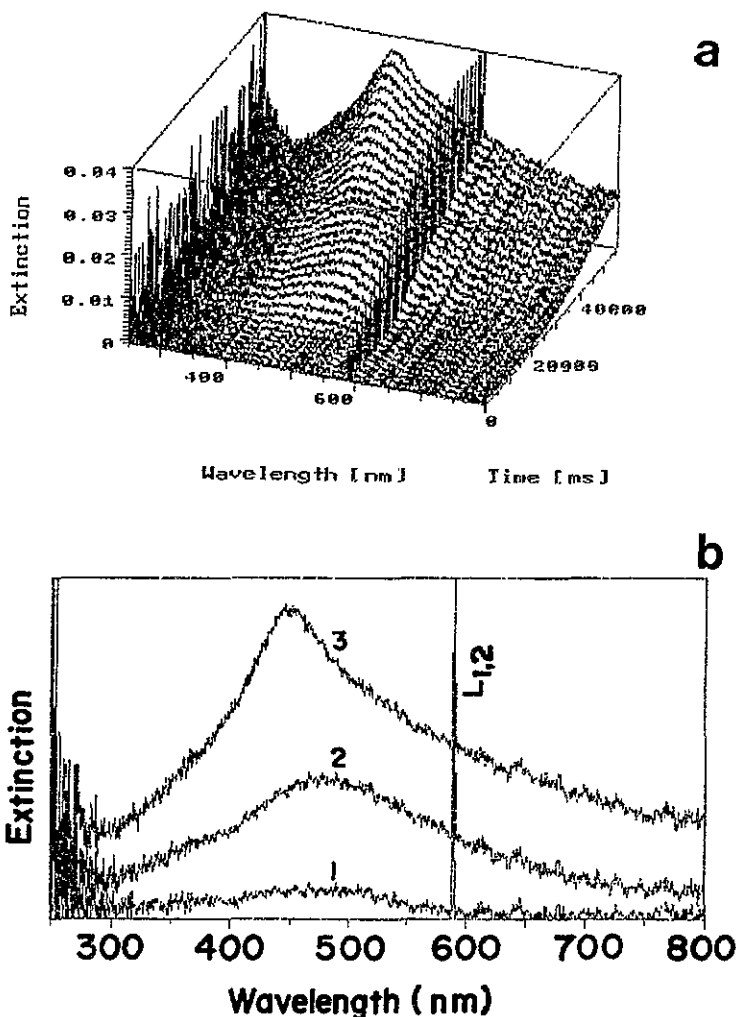 a
0.04
0.03
0.02
0.01
0
Extinction
400
600
0
20000
40000
Wavelength [nm]
Time [ms]
b
3
2
1
L1,2
Extinction
300 400 500 600 700 800
Wavelength (nm)